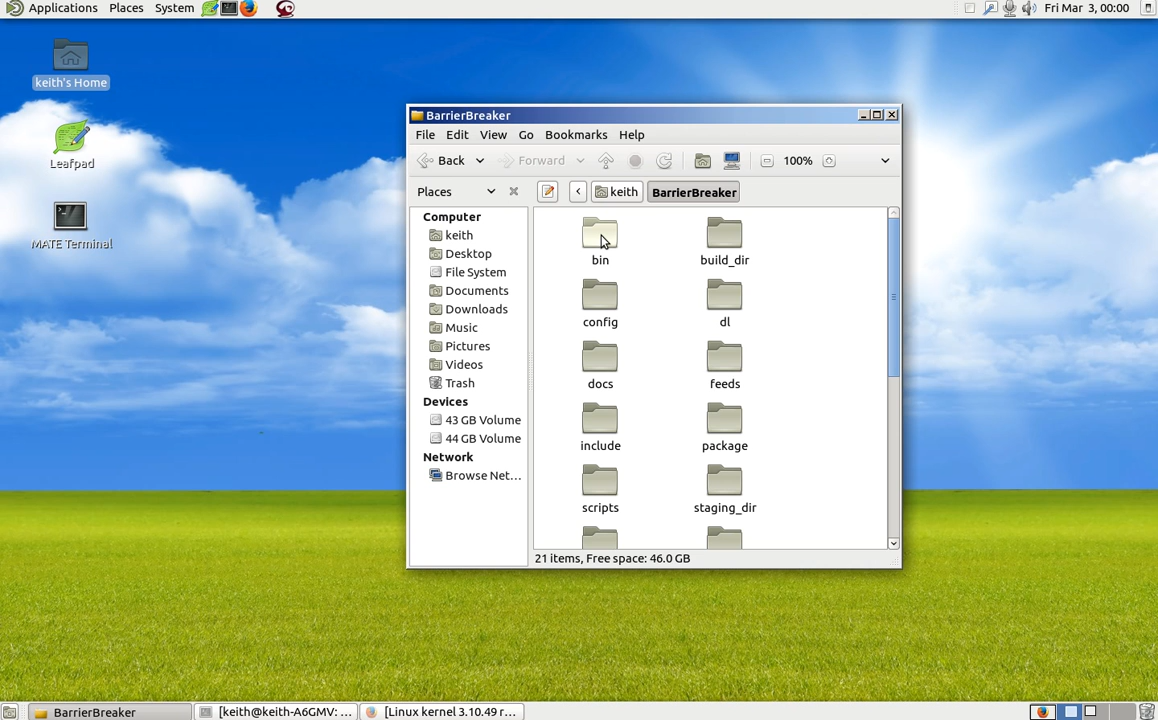 Applications Places System Fri Mar 3, 00:00
keith's Home
Leafpad
MATE Terminal
BarrierBreaker
File Edit View Go Bookmarks Help
Back Forward 100%
Places keith BarrierBreaker
Computer
keith
Desktop
File System
Documents
Downloads
Music
Pictures
Videos
Trash
Devices
43 GB Volume
44 GB Volume
Network
Browse Net...
bin build_dir
config dl
docs feeds
include package
scripts staging_dir
21 items, Free space: 46.0 GB
BarrierBreaker [keith@keith-A6GMV: ... [Linux kernel 3.10.49 r...